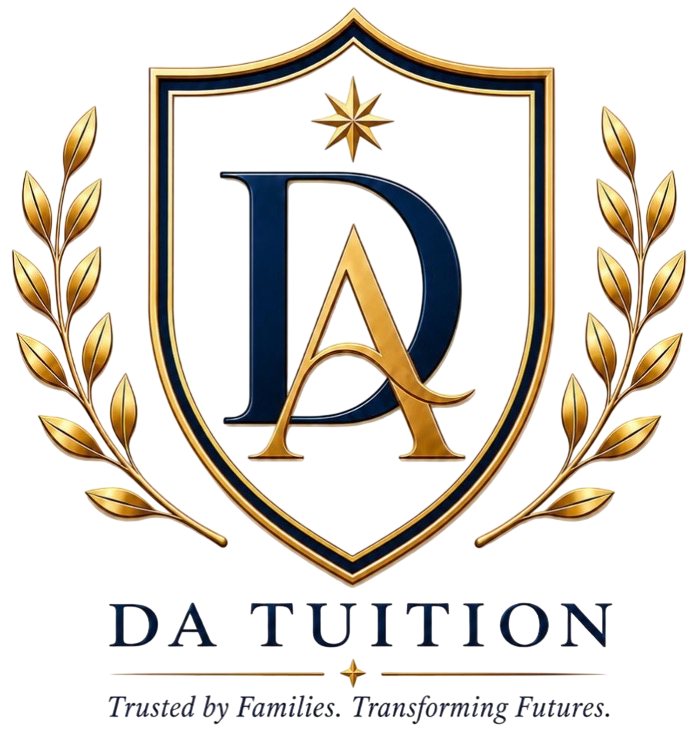 DA
DA TUITION
Trusted by Families. Transforming Futures.